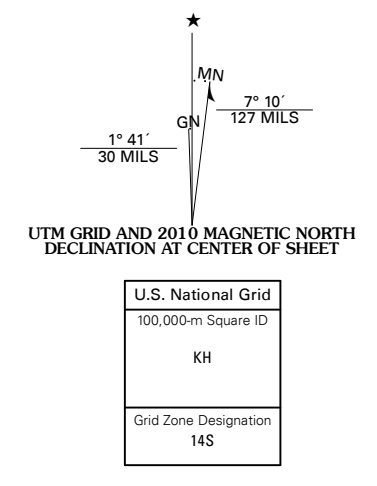 ★
MN
7° 10´
127 MILS
GN
1° 41´
30 MILS
UTM GRID AND 2010 MAGNETIC NORTH
DECLINATION AT CENTER OF SHEET
U.S. National Grid
100,000-m Square ID
KH
Grid Zone Designation
14S